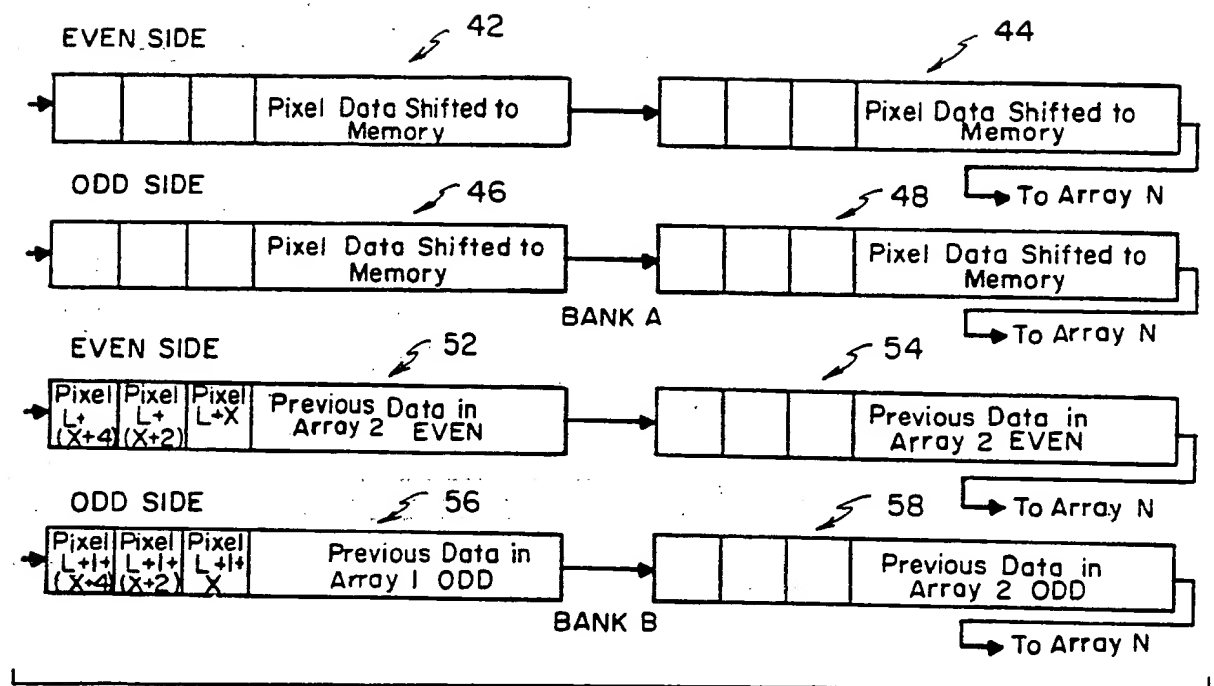 EVEN SIDE
42
44
Pixel Data Shifted to
Memory
Pixel Data Shifted to
Memory
To Array N
ODD SIDE
46
48
Pixel Data Shifted to
Memory
Pixel Data Shifted to
Memory
BANK A
To Array N
EVEN SIDE
52
54
Pixel
L+
(X+4)
Pixel
L+
(X+2)
Pixel
L+X
Previous Data in
Array 2 EVEN
Previous Data in
Array 2 EVEN
To Array N
ODD SIDE
56
58
Pixel
L+1+
(X+4)
Pixel
L+1+
(X+2)
Pixel
L+1+
X
Previous Data in
Array 1 ODD
Previous Data in
Array 2 ODD
BANK B
To Array N